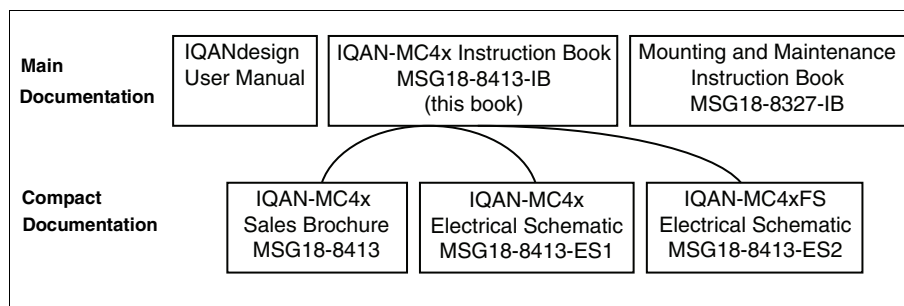 Main
Documentation
IQANdesign
User Manual
IQAN-MC4x Instruction Book
MSG18-8413-IB
(this book)
Mounting and Maintenance
Instruction Book
MSG18-8327-IB
Compact
Documentation
IQAN-MC4x
Sales Brochure
MSG18-8413
IQAN-MC4x
Electrical Schematic
MSG18-8413-ES1
IQAN-MC4xFS
Electrical Schematic
MSG18-8413-ES2